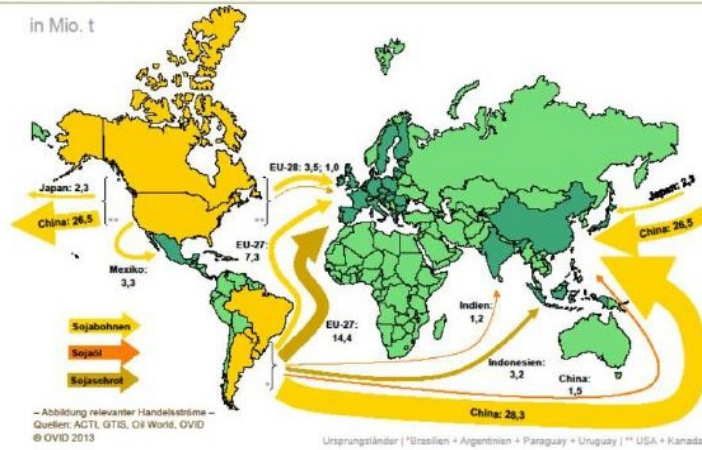 in Mio. t
EU-28: 3,5; 1,0
Japan: 2,3
China: 26,5
**
**
Mexiko:
3,3
EU-27:
7,3
Japan: 2,3
China: 26,5
Sojabohnen
Sojaöl
Sojaschrot
EU-27:
14,4
*
Indien:
1,2
Indonesien:
3,2
China:
1,5
China: 28,3
– Abbildung relevanter Handelsströme –
Quellen: ACTI, GTIS, Oil World, OVID
© OVID 2013
Ursprungsländer | *Brasilien + Argentinien + Paraguay + Uruguay | ** USA + Kanada